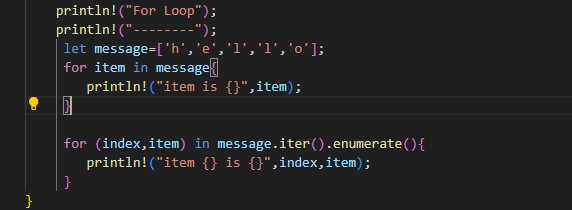 println!("For Loop");
println!("--------");
let message=['h','e','l','l','o'];
for item in message{
println!("item is {}",item);
}
for (index,item) in message.iter().enumerate(){
println!("item {} is {}",index,item);
}
}